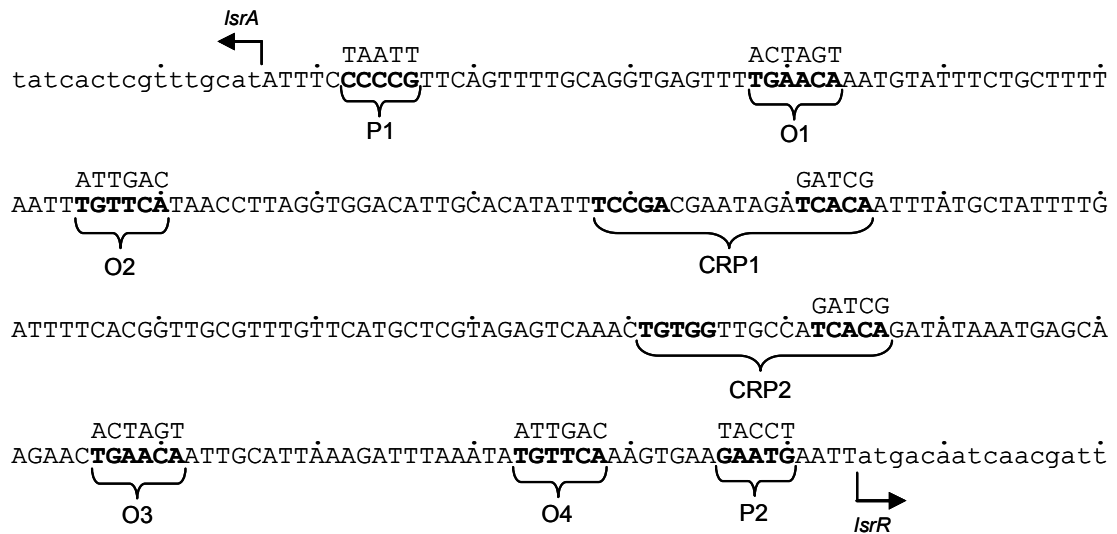 lsrA
TAATT ACTAGT
tatcactcgtttgcatATTTCCCCCGTTCAGTTTTGCAGGTGAGTTTTGAACAAATGTATTTCTGCTTTT
P1 O1
ATTGAC GATCG
AATTTGTTCATAACCTTAGGTGGACATTGCACATATTTCCGACGAATAGATCACAATTTATGCTATTTTG
O2 CRP1
GATCG
ATTTTCACGGTTGCGTTTGTTCATGCTCGTAGAGTCAAACTGTGGTTGCCATCACAGATATAAATGAGCA
CRP2
ACTAGT ATTGAC TACCT
AGAACTGAACAATTGCATTAAAGATTTAAATATGTTCAAAGTGAAGAATGAATTatgacaatcaacgatt
O3 O4 P2
lsrR